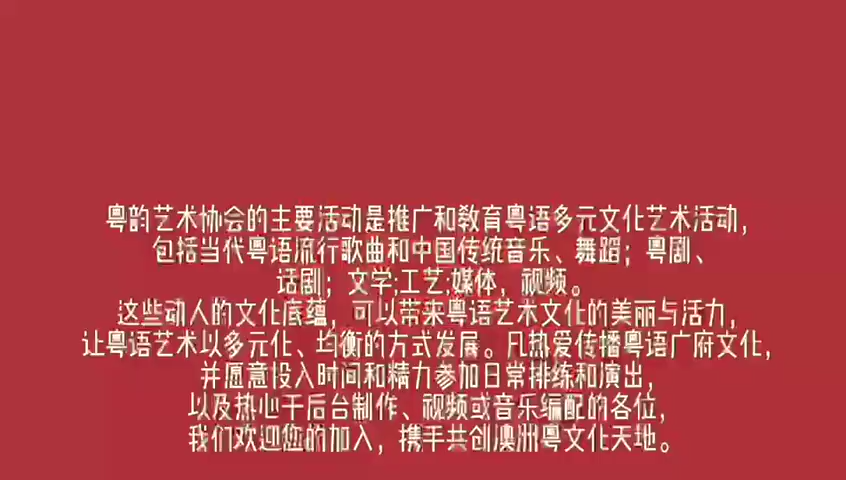 粤韵艺术协会的主要活动是推广和教育粤语多元文化艺术活动，
包括当代粤语流行歌曲和中国传统音乐、舞蹈；粤剧、
话剧；文学;工艺;媒体，视频。
这些动人的文化底蕴，可以带来粤语艺术文化的美丽与活力，
让粤语艺术以多元化、均衡的方式发展。凡热爱传播粤语广府文化，
并愿意投入时间和精力参加日常排练和演出，
以及热心于后台制作、视频或音乐编配的各位，
我们欢迎您的加入，携手共创澳洲粤文化天地。